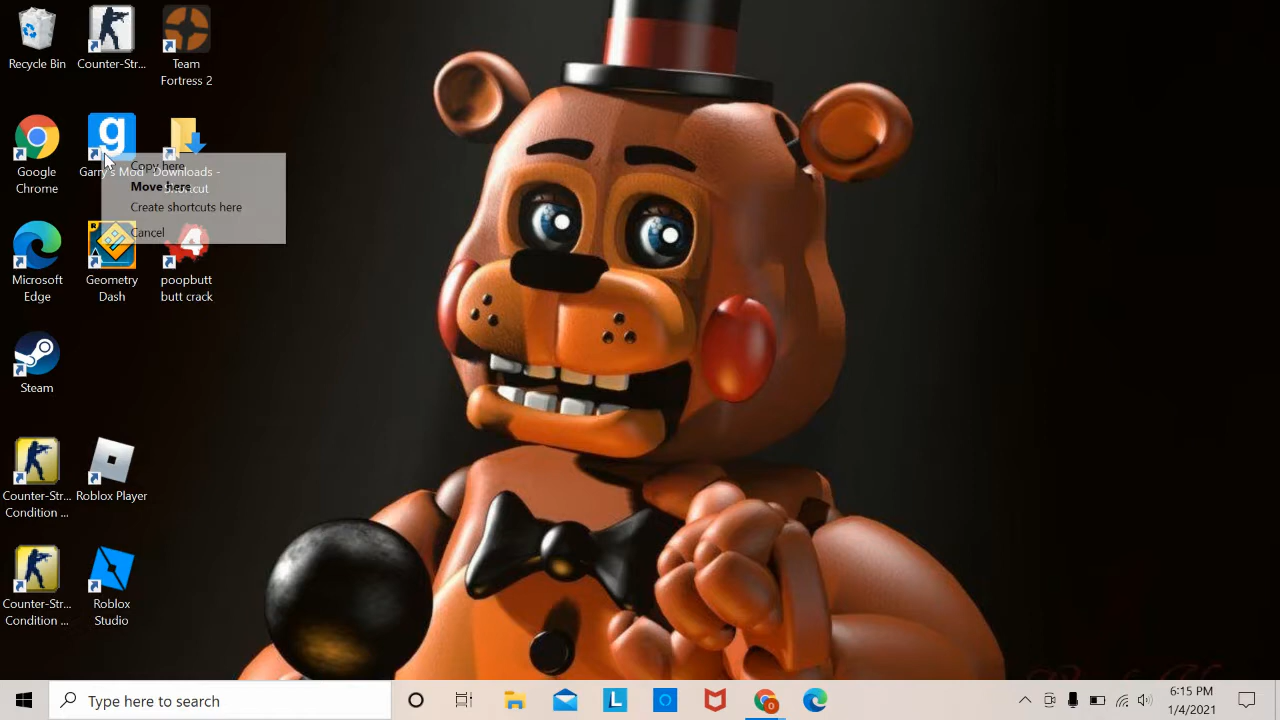 Recycle Bin
Counter-Str...
Team
Fortress 2
Google
Chrome
g
Garry's Mod
Downloads -
Shortcut
Copy here
Move here
Create shortcuts here
Cancel
Microsoft
Edge
Geometry
Dash
4
poopbutt
butt crack
Steam
Counter-Str...
Condition ...
Roblox Player
Counter-Str...
Condition ...
Roblox
Studio
Type here to search
L
6:15 PM
1/4/2021